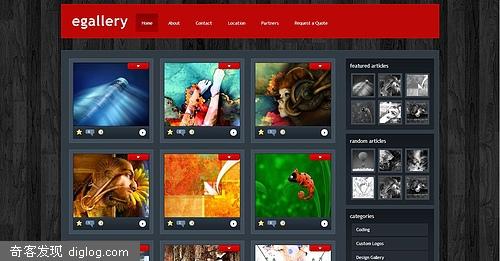 egallery
Home About Contact Location Partners Request a Quote
featured articles
random articles
categories
Coding
Custom Logos
Design Gallery
奇客发现 diglog.com